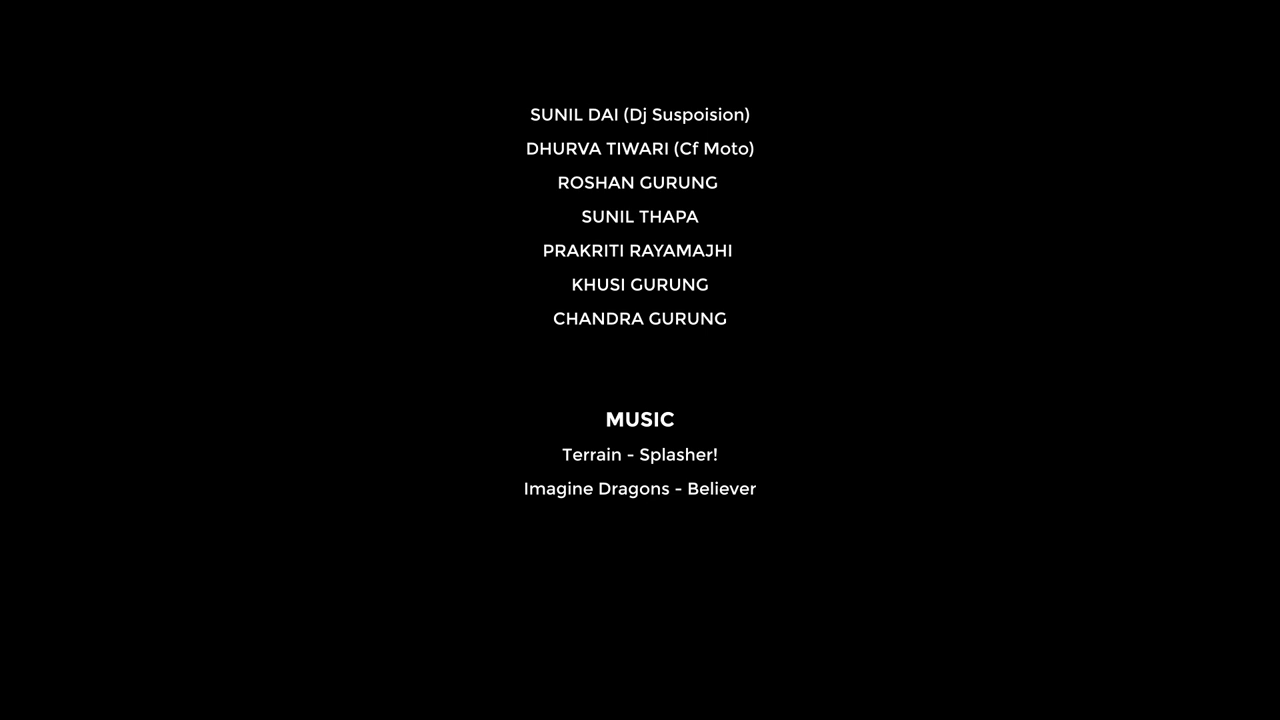 SUNIL DAI (Dj Suspoision)
DHURVA TIWARI (Cf Moto)
ROSHAN GURUNG
SUNIL THAPA
PRAKRITI RAYAMAJHI
KHUSI GURUNG
CHANDRA GURUNG
MUSIC
Terrain - Splasher!
Imagine Dragons - Believer